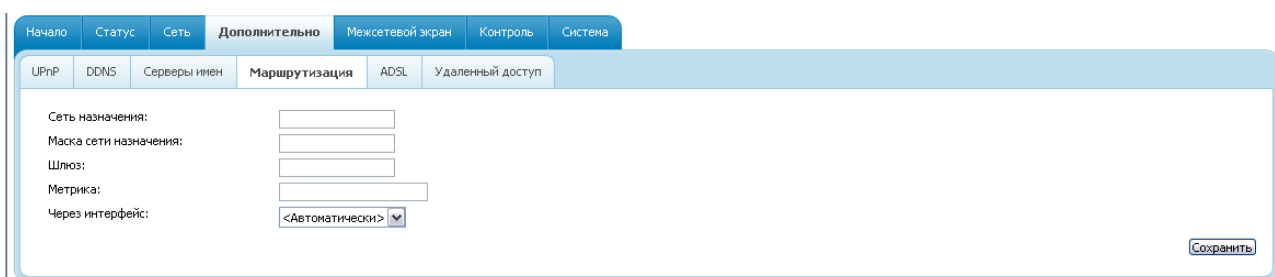 Начало Статус Сеть Дополнительно Межсетевой экран Контроль Система
UPnP DDNS Серверы имен Маршрутизация ADSL Удаленный доступ
Сеть назначения:
Маска сети назначения:
Шлюз:
Метрика:
Через интерфейс: <Автоматически>
Сохранить